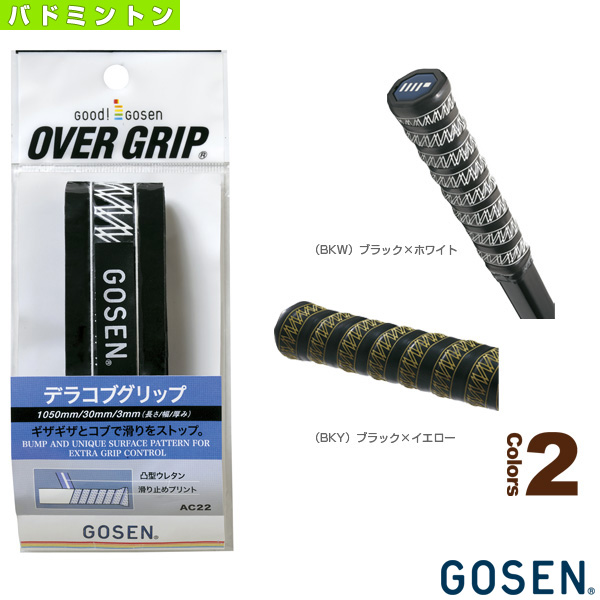 バドミントン
Good! Gosen
OVER GRIP®
GOSEN®
デラコブグリップ
1050mm/30mm/3mm(長さ/幅/厚み)
ギザギザとコブで滑りをストップ。
BUMP AND UNIQUE SURFACE PATTERN FOR
EXTRA GRIP CONTROL
凸型ウレタン
滑り止めプリント
AC22
GOSEN®
(BKW)ブラック×ホワイト
(BKY)ブラック×イエロー
Colors 2
GOSEN®